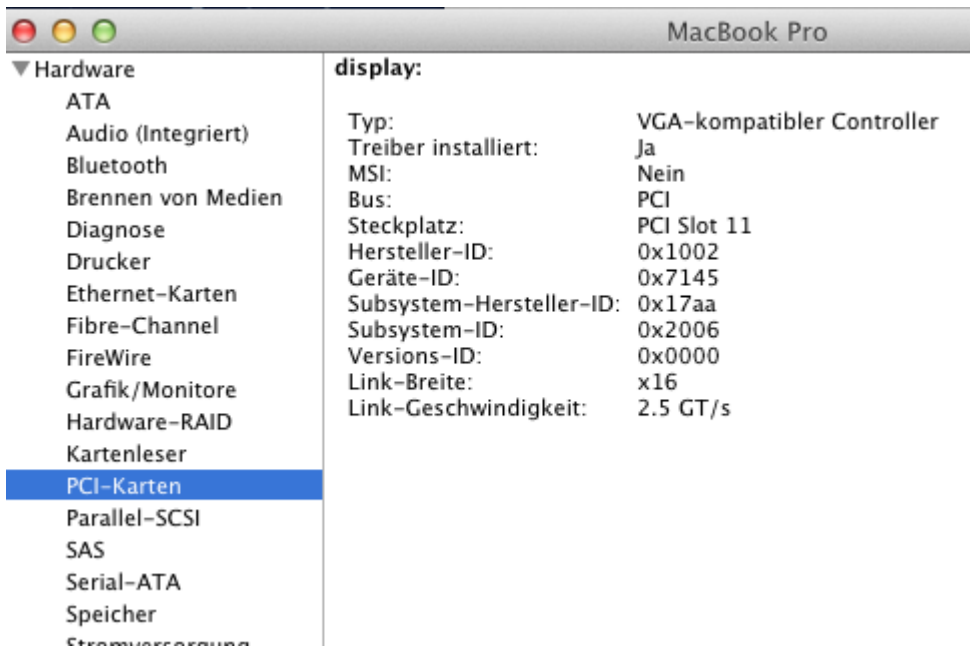 MacBook Pro
Hardware
ATA
Audio (Integriert)
Bluetooth
Brennen von Medien
Diagnose
Drucker
Ethernet-Karten
Fibre-Channel
FireWire
Grafik/Monitore
Hardware-RAID
Kartenleser
PCI-Karten
Parallel-SCSI
SAS
Serial-ATA
Speicher
Stromversorgung
display:
Typ: VGA-kompatibler Controller
Treiber installiert: Ja
MSI: Nein
Bus: PCI
Steckplatz: PCI Slot 11
Hersteller-ID: 0x1002
Geräte-ID: 0x7145
Subsystem-Hersteller-ID: 0x17aa
Subsystem-ID: 0x2006
Versions-ID: 0x0000
Link-Breite: x16
Link-Geschwindigkeit: 2.5 GT/s